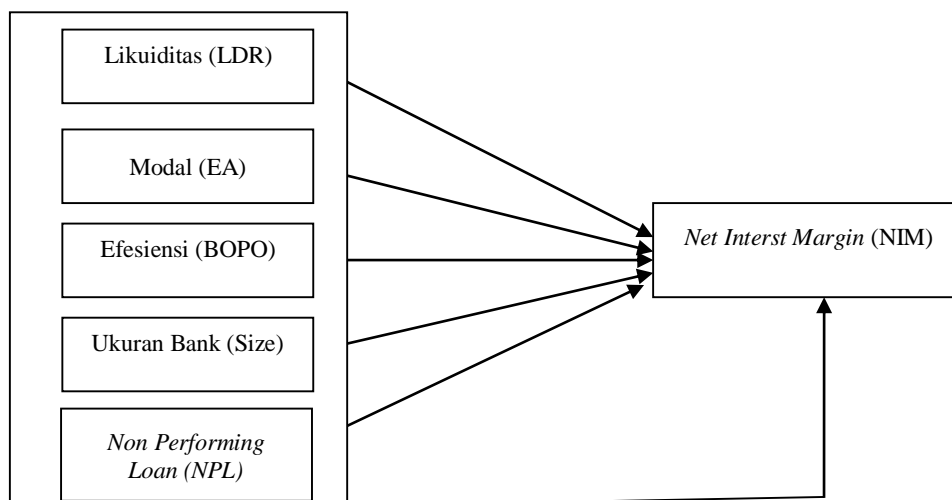 Likuiditas (LDR)
Modal (EA)
Efesiensi (BOPO)
Net Interst Margin (NIM)
Ukuran Bank (Size)
Non Performing
Loan (NPL)